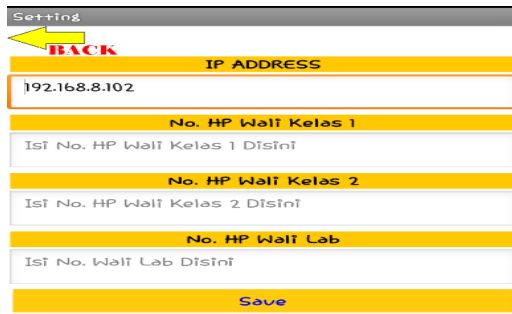 Setting
BACK
IP ADDRESS
192.168.8.102
No. HP Wali Kelas 1
Isi No. HP Wali Kelas 1 Disini
No. HP Wali Kelas 2
Isi No. HP Wali Kelas 2 Disini
No. HP Wali Lab
Isi No. Wali Lab Disini
Save